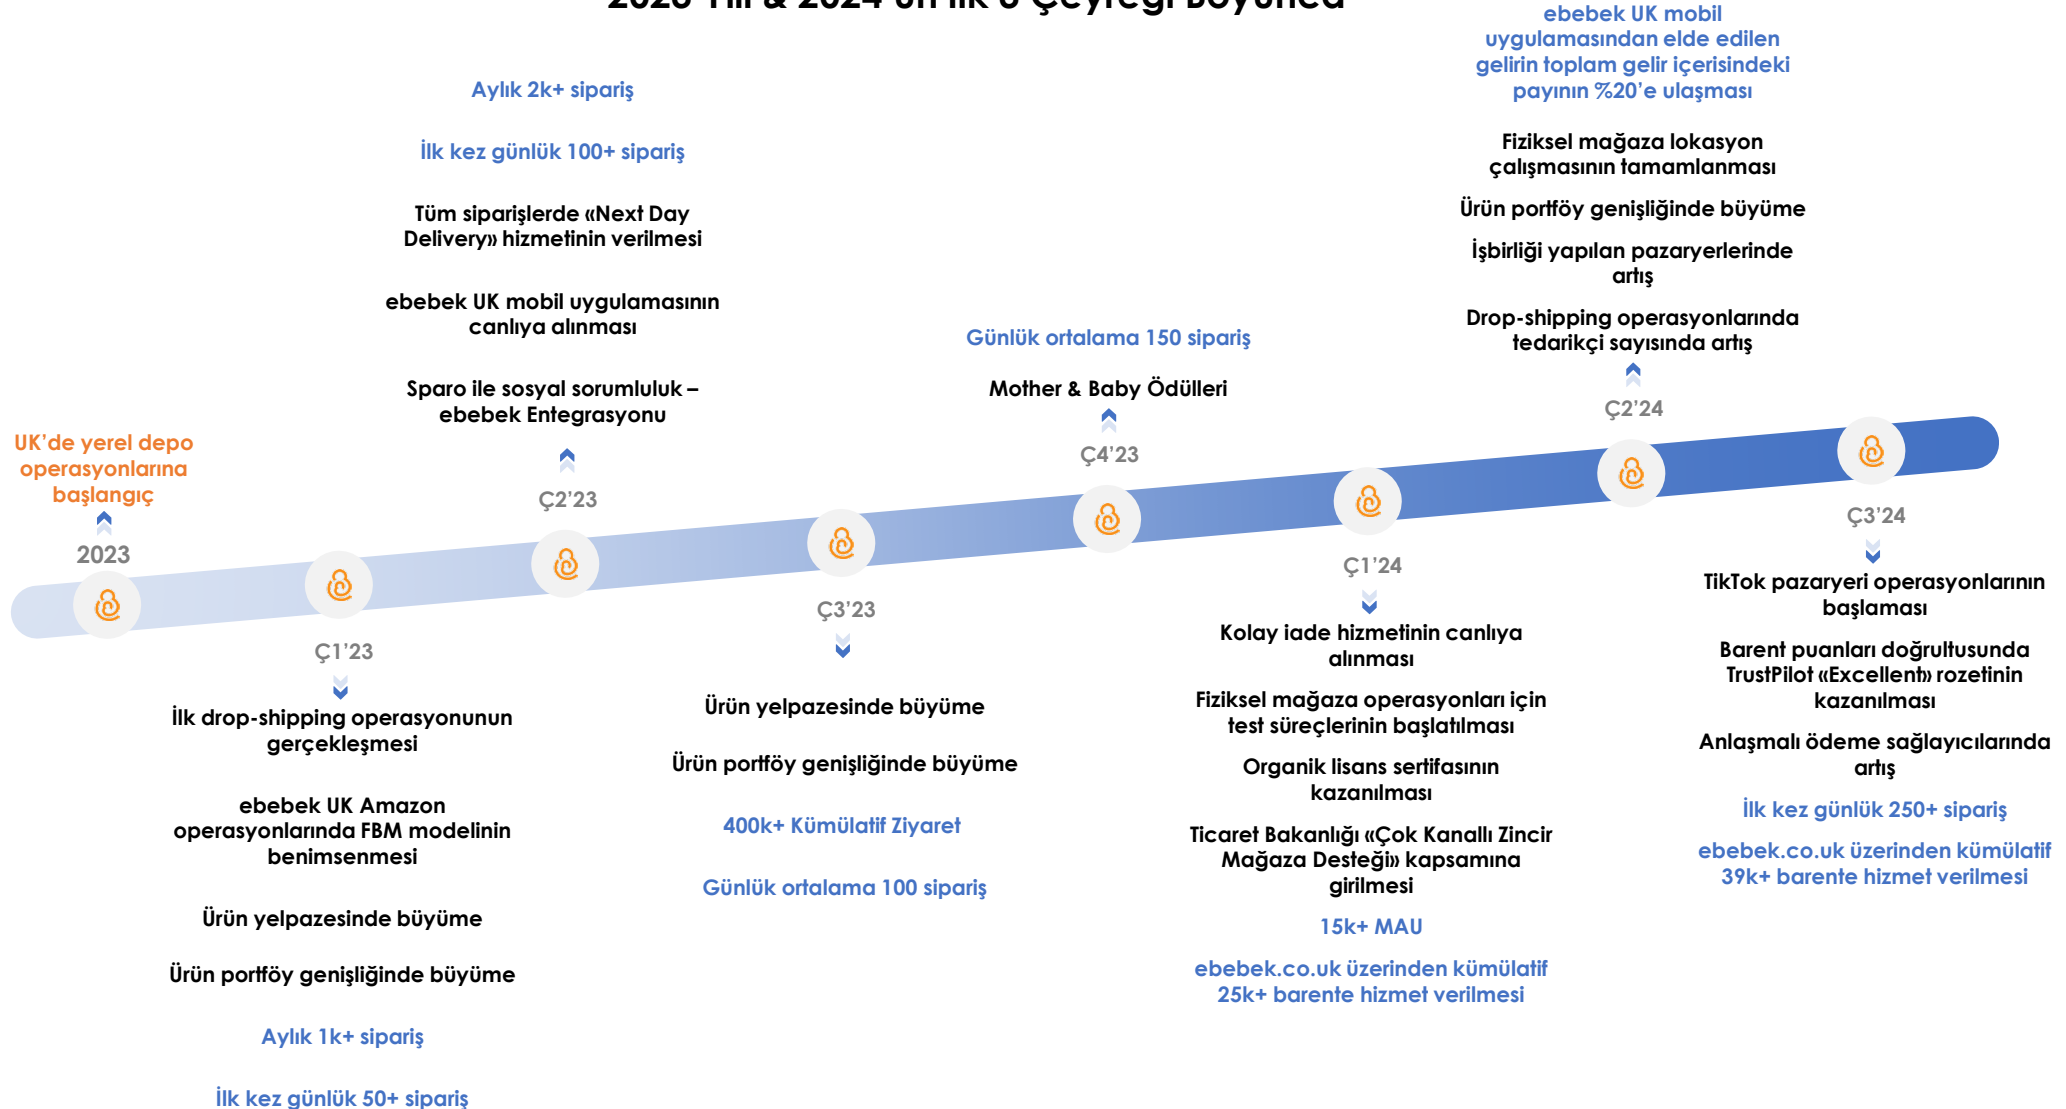 2023 Yılı & 2024'ün İlk 3 Çeyreği Boyunca
UK'de yerel depo
operasyonlarına
başlangıç
2023
Ç1'23
İlk drop-shipping operasyonunun
gerçekleşmesi
ebebek UK Amazon
operasyonlarında FBM modelinin
benimsenmesi
Ürün yelpazesinde büyüme
Ürün portföy genişliğinde büyüme
Aylık 1k+ sipariş
İlk kez günlük 50+ sipariş
Aylık 2k+ sipariş
İlk kez günlük 100+ sipariş
Tüm siparişlerde «Next Day
Delivery» hizmetinin verilmesi
ebebek UK mobil uygulamasının
canlıya alınması
Sparo ile sosyal sorumluluk –
ebebek Entegrasyonu
Ç2'23
Ç3'23
Ürün yelpazesinde büyüme
Ürün portföy genişliğinde büyüme
400k+ Kümülatif Ziyaret
Günlük ortalama 100 sipariş
Günlük ortalama 150 sipariş
Mother & Baby Ödülleri
Ç4'23
Ç1'24
Kolay iade hizmetinin canlıya
alınması
Fiziksel mağaza operasyonları için
test süreçlerinin başlatılması
Organik lisans sertifasının
kazanılması
Ticaret Bakanlığı «Çok Kanallı Zincir
Mağaza Desteği» kapsamına
girilmesi
15k+ MAU
ebebek.co.uk üzerinden kümülatif
25k+ barente hizmet verilmesi
ebebek UK mobil
uygulamasından elde edilen
gelirin toplam gelir içerisindeki
payının %20'e ulaşması
Fiziksel mağaza lokasyon
çalışmasının tamamlanması
Ürün portföy genişliğinde büyüme
İşbirliği yapılan pazaryerlerinde
artış
Drop-shipping operasyonlarında
tedarikçi sayısında artış
Ç2'24
Ç3'24
TikTok pazaryeri operasyonlarının
başlaması
Barent puanları doğrultusunda
TrustPilot «Excellent» rozetinin
kazanılması
Anlaşmalı ödeme sağlayıcılarında
artış
İlk kez günlük 250+ sipariş
ebebek.co.uk üzerinden kümülatif
39k+ barente hizmet verilmesi